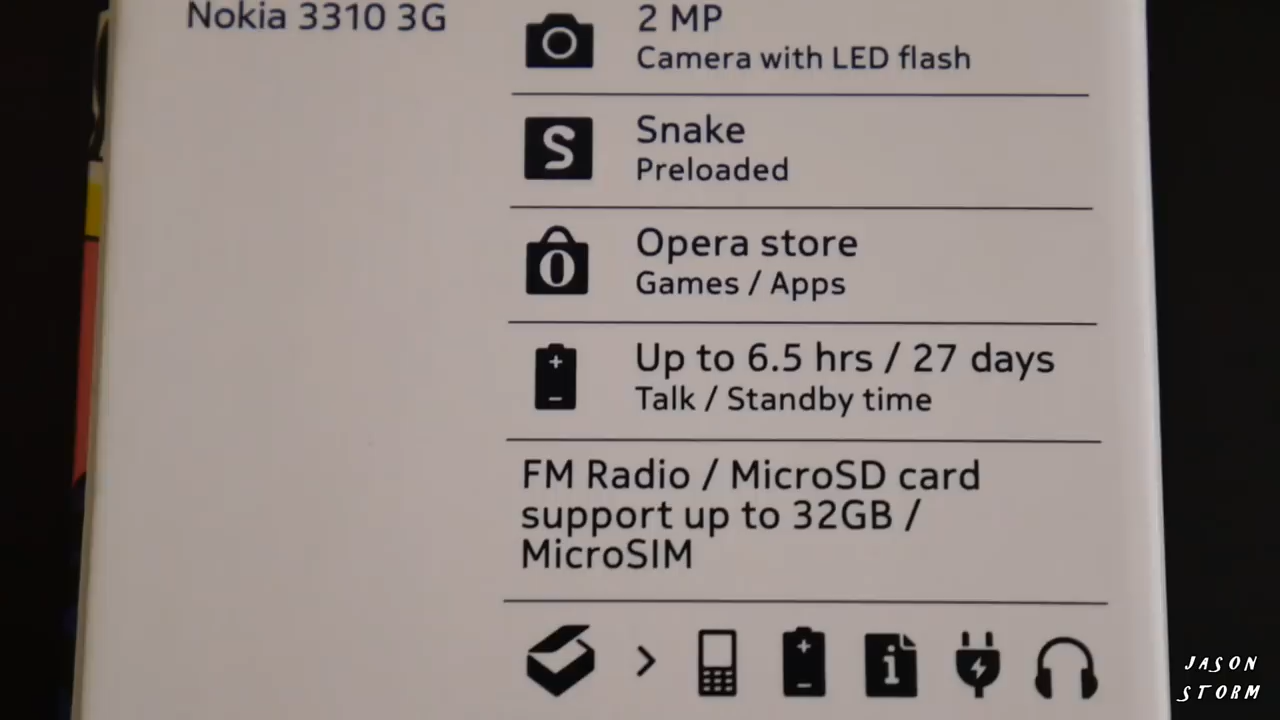 Nokia 3310 3G
2 MP
Camera with LED flash
S
Snake
Preloaded
Opera store
Games / Apps
Up to 6.5 hrs / 27 days
Talk / Standby time
FM Radio / MicroSD card
support up to 32GB /
MicroSIM
JASON
STORM